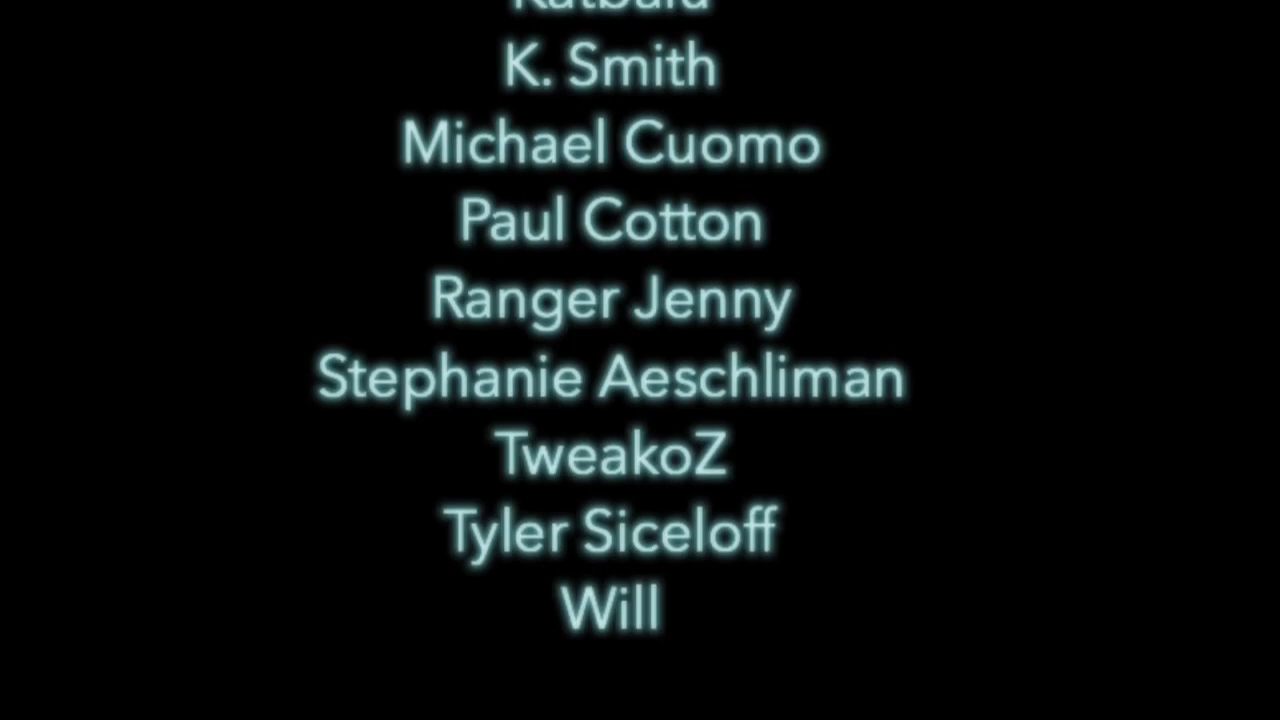 K. Smith
Michael Cuomo
Paul Cotton
Ranger Jenny
Stephanie Aeschliman
TweakoZ
Tyler Siceloff
Will